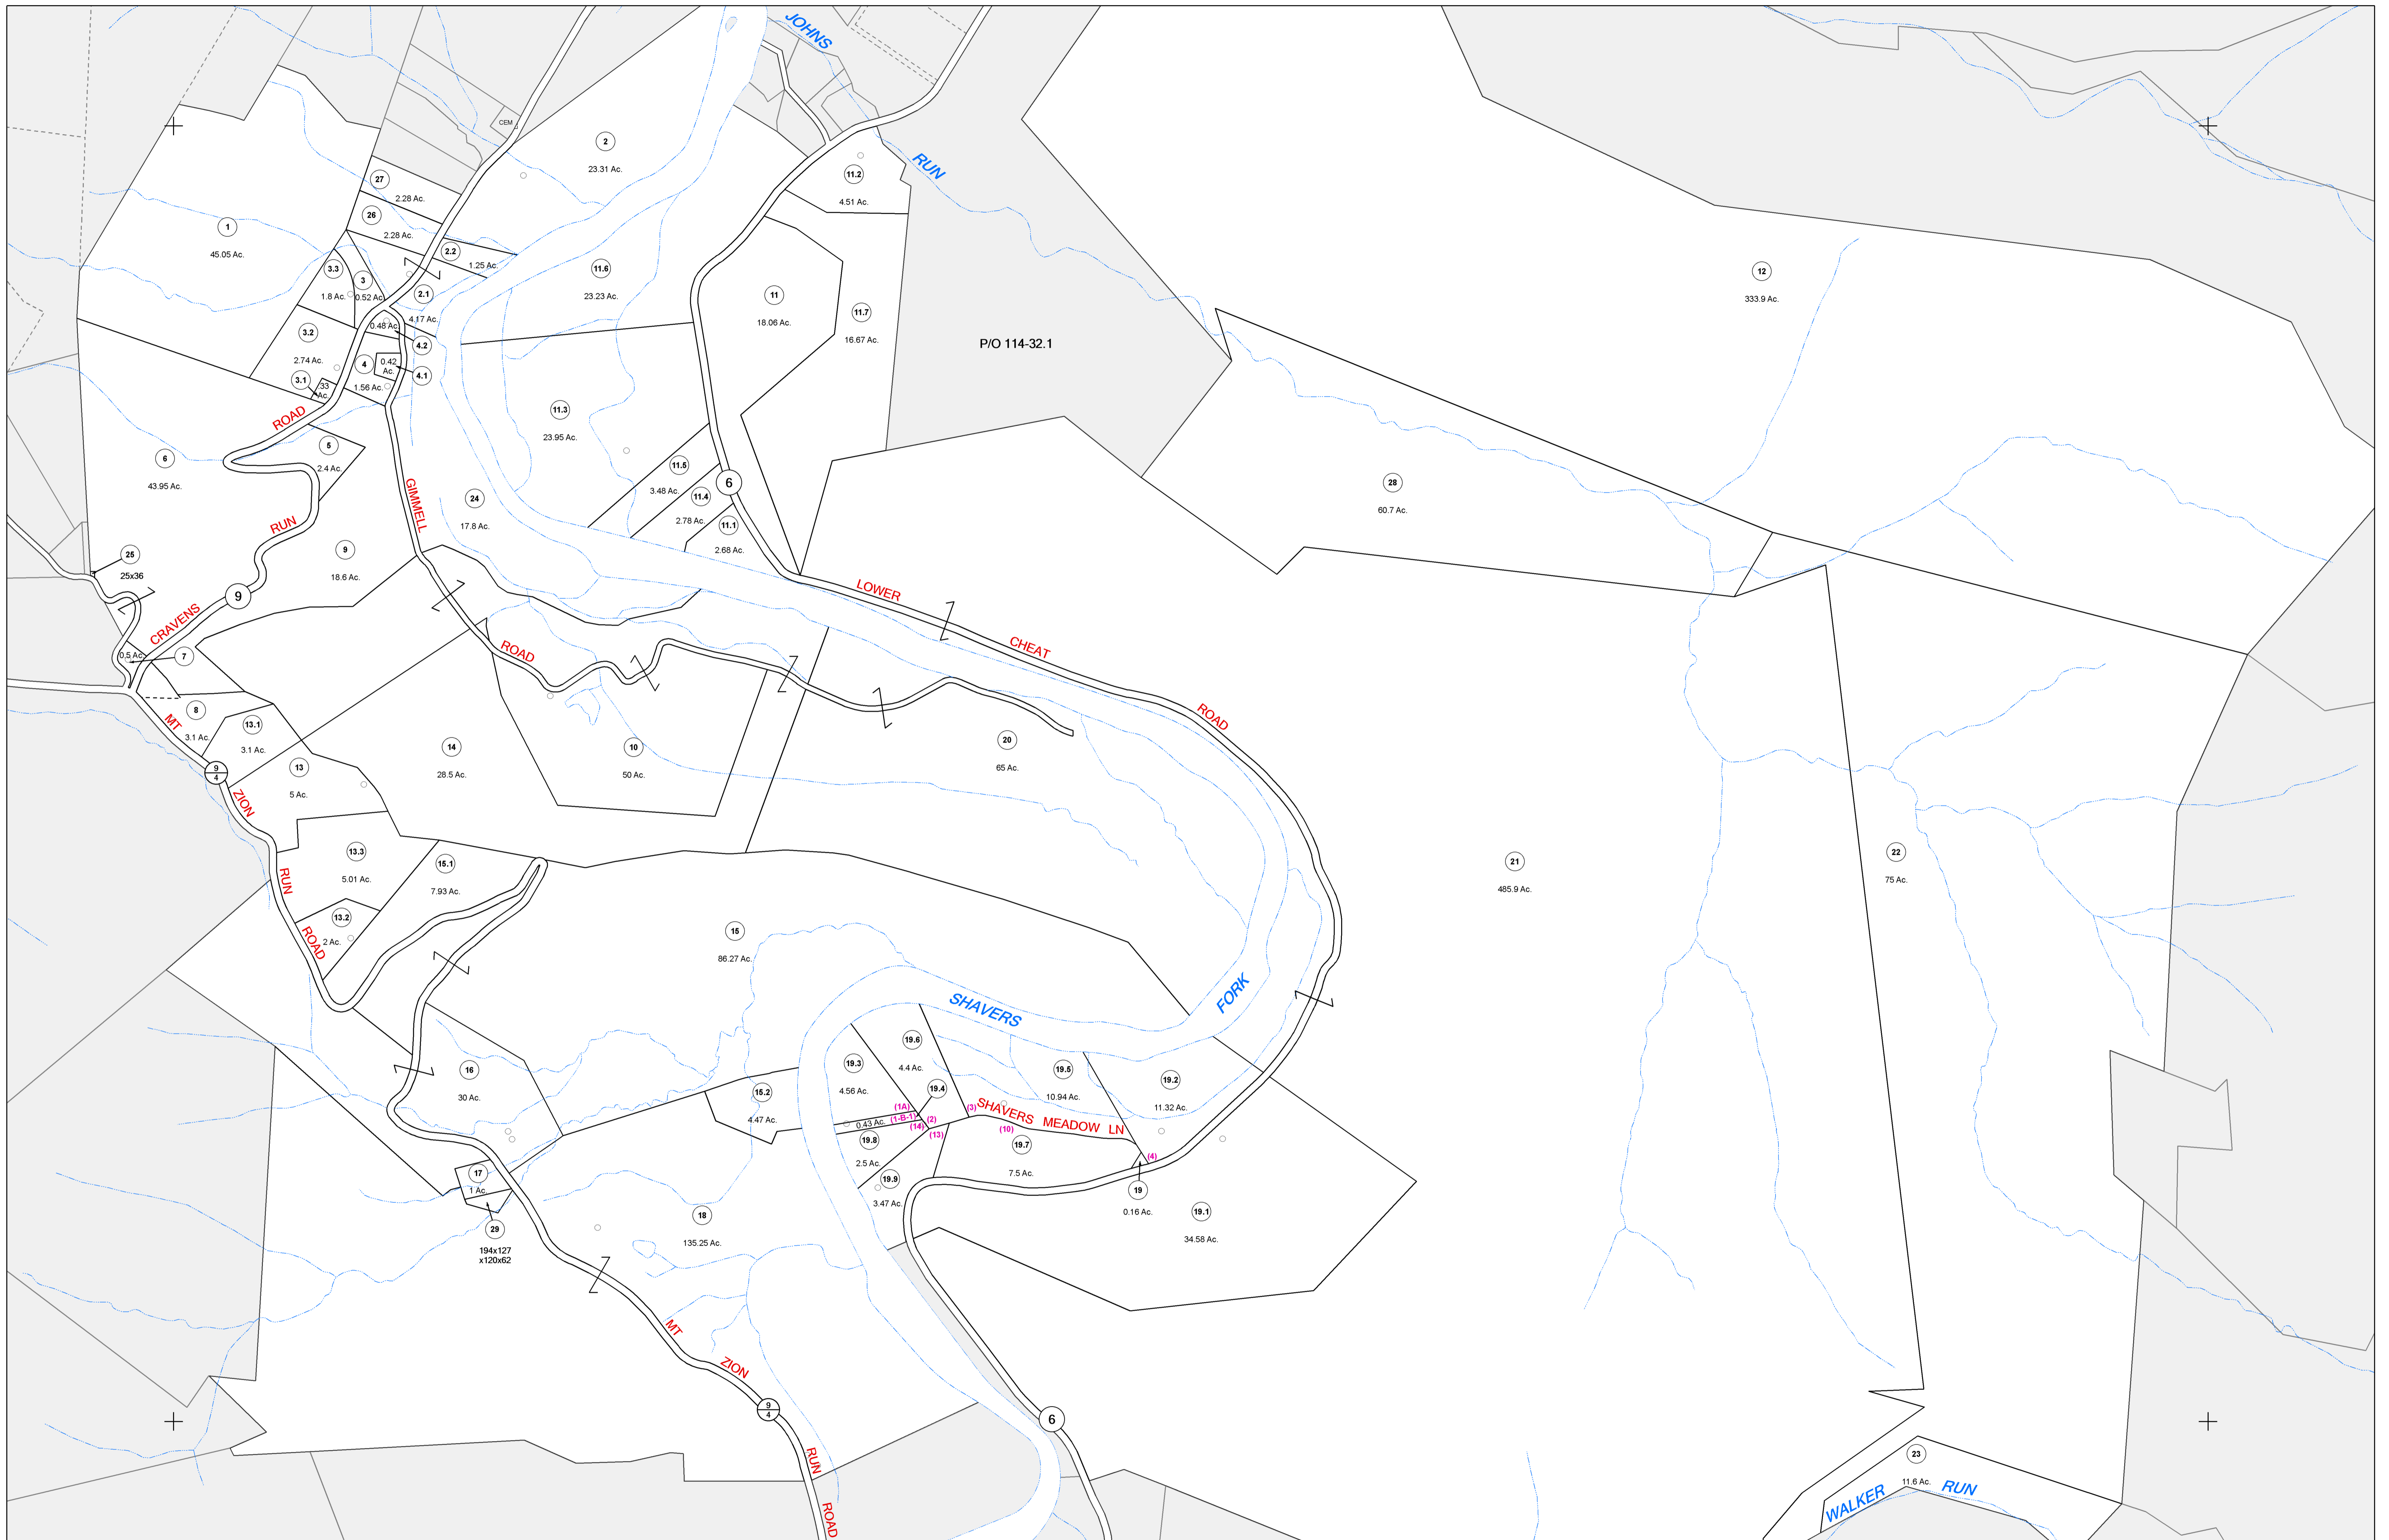 JOHNS
RUN
CEM
2
23.31 Ac.
11.2
4.51 Ac.
27
2.28 Ac.
26
2.28 Ac.
1
45.05 Ac.
2.2
1.25 Ac.
3.3
1.8 Ac.
3
0.52 Ac.
2.1
4.17 Ac.
11.6
23.23 Ac.
11
18.06 Ac.
11.7
16.67 Ac.
12
333.9 Ac.
P/O 114-32.1
3.2
2.74 Ac.
0.48 Ac.
4.2
4
0.42
Ac.
4.1
1.56 Ac.
3.1
.33
Ac.
ROAD
11.3
23.95 Ac.
5
2.4 Ac.
6
43.95 Ac.
11.5
3.48 Ac.
11.4
2.78 Ac.
11.1
2.68 Ac.
6
28
60.7 Ac.
GIMMELL
24
17.8 Ac.
RUN
9
18.6 Ac.
25
25x36
9
CRAVENS
LOWER
CHEAT
ROAD
0.5 Ac.
7
ROAD
8
3.1 Ac.
MT
13.1
3.1 Ac.
9
4
ZION
13
5 Ac.
14
28.5 Ac.
10
50 Ac.
20
65 Ac.
21
485.9 Ac.
22
75 Ac.
13.3
5.01 Ac.
15.1
7.93 Ac.
RUN
13.2
2 Ac.
ROAD
15
86.27 Ac.
SHAVERS
FORK
19.6
4.4 Ac.
19.3
4.56 Ac.
19.4
19.5
10.94 Ac.
19.2
11.32 Ac.
16
30 Ac.
15.2
4.47 Ac.
(1A)
(1-B-1)
(2)
(3)
0.43 Ac.
(14)
(13)
SHAVERS MEADOW LN
(10)
19.8
2.5 Ac.
19.7
7.5 Ac.
(4)
19.9
3.47 Ac.
19
0.16 Ac.
19.1
34.58 Ac.
17
1 Ac.
29
194x127
x120x62
18
135.25 Ac.
MT
ZION
9
4
RUN
ROAD
6
23
11.6 Ac.
WALKER
RUN